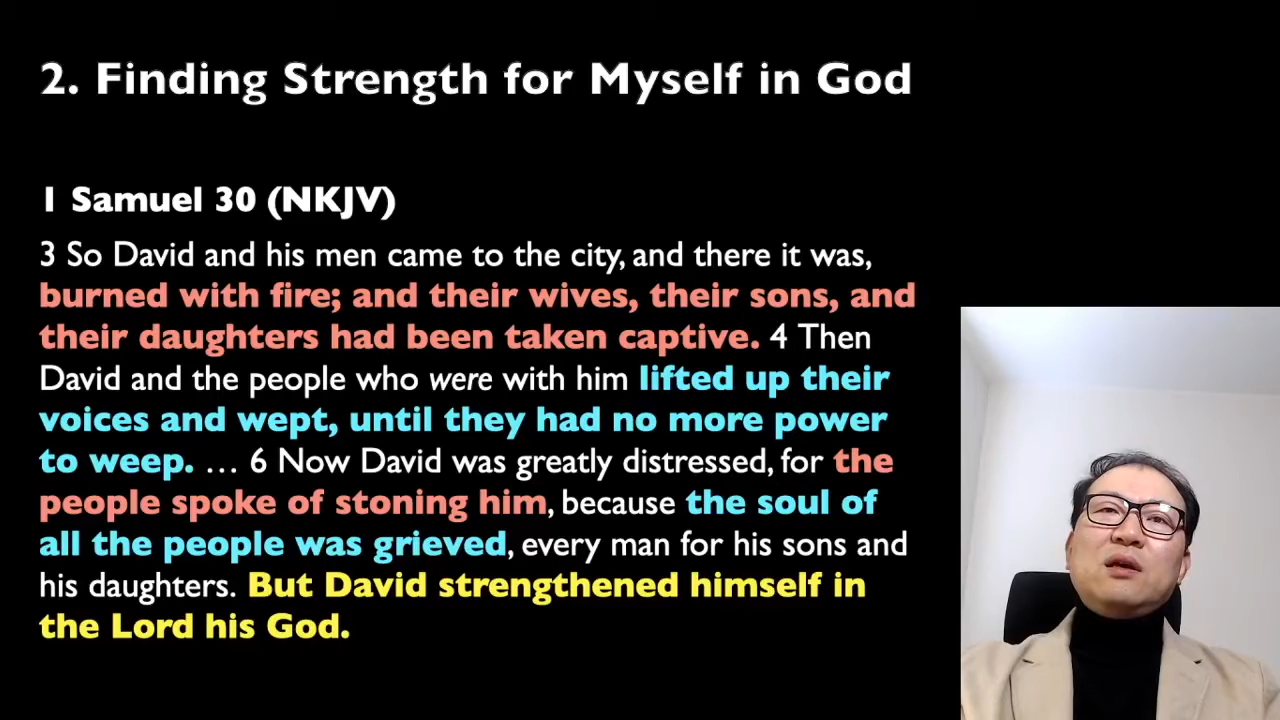 2. Finding Strength for Myself in God
1 Samuel 30 (NKJV)
3 So David and his men came to the city, and there it was,
burned with fire; and their wives, their sons, and
their daughters had been taken captive. 4 Then
David and the people who were with him lifted up their
voices and wept, until they had no more power
to weep. … 6 Now David was greatly distressed, for the
people spoke of stoning him, because the soul of
all the people was grieved, every man for his sons and
his daughters. But David strengthened himself in
the Lord his God.